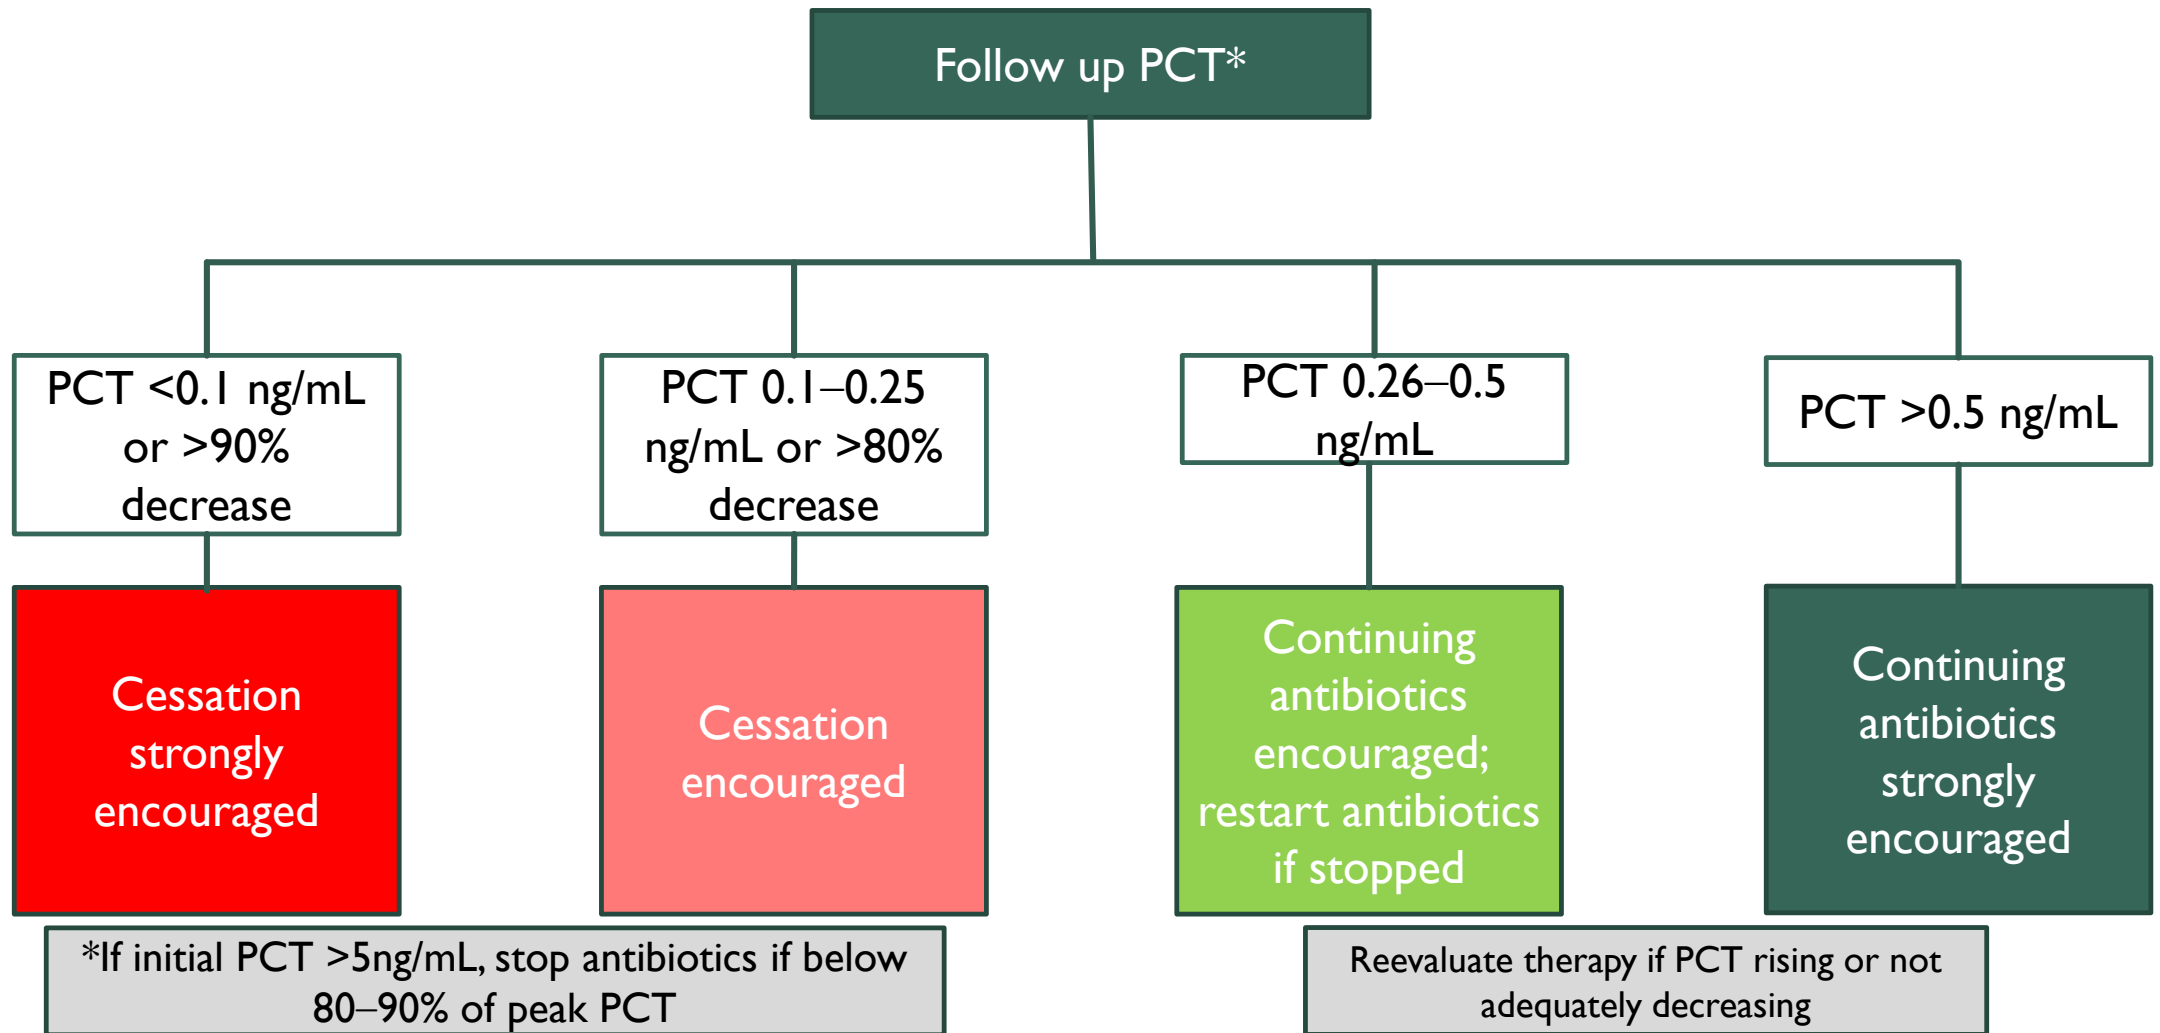 Follow up PCT*
PCT <0.1 ng/mL
or >90%
decrease
PCT 0.1–0.25
ng/mL or >80%
decrease
PCT 0.26–0.5
ng/mL
PCT >0.5 ng/mL
Cessation
strongly
encouraged
Cessation
encouraged
Continuing
antibiotics
encouraged;
restart antibiotics
if stopped
Continuing
antibiotics
strongly
encouraged
*If initial PCT >5ng/mL, stop antibiotics if below
80–90% of peak PCT
Reevaluate therapy if PCT rising or not
adequately decreasing